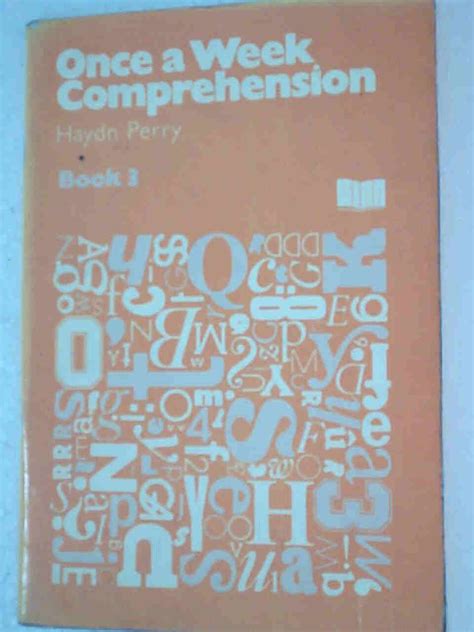 Once a Week
Comprehension
Haydn Perry
Book 3